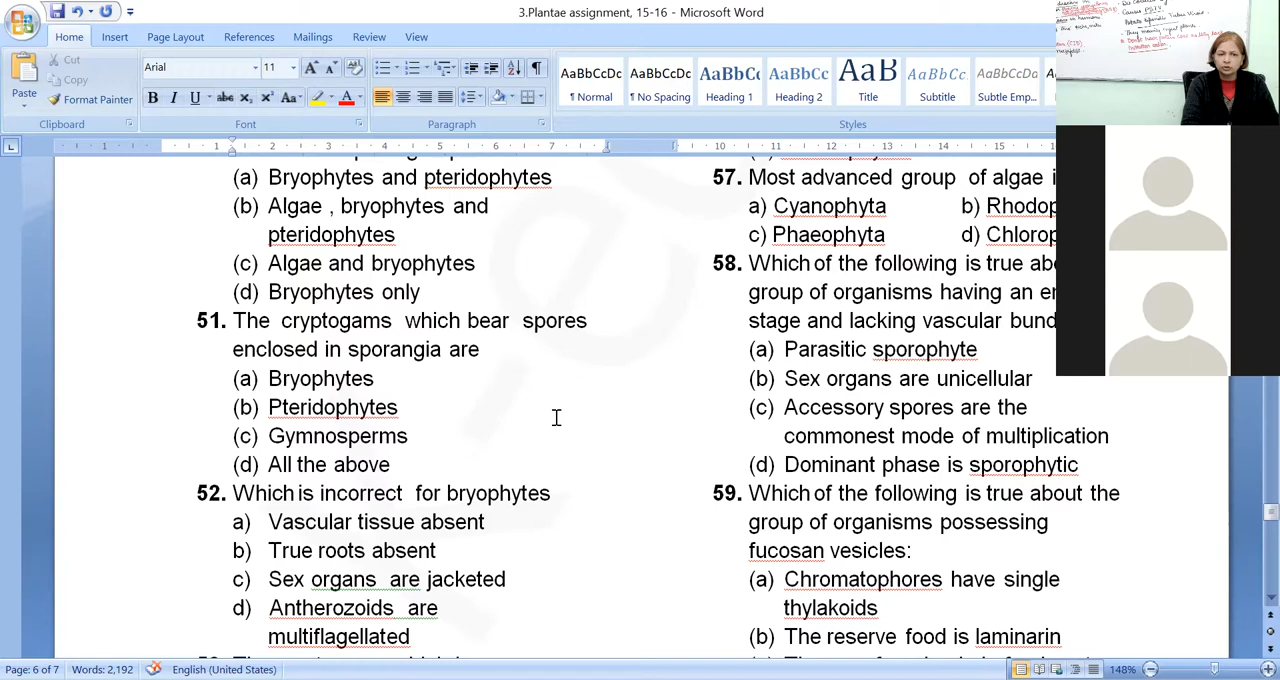 3.Plantae assignment, 15-16 - Microsoft Word
Home Insert Page Layout References Mailings Review View
Cut
Copy
Format Painter
Paste
Clipboard
Arial 11
Font
Paragraph
AaBbCcDc AaBbCcDc AaBbCc AaBbCc AaB AaBbCc. AaBbCcDc
¶ Normal ¶ No Spacing Heading 1 Heading 2 Title Subtitle Subtle Emp...
Styles
(a) Bryophytes and pteridophytes
(b) Algae , bryophytes and
pteridophytes
(c) Algae and bryophytes
(d) Bryophytes only
51. The cryptogams which bear spores
enclosed in sporangia are
(a) Bryophytes
(b) Pteridophytes
(c) Gymnosperms
(d) All the above
52. Which is incorrect for bryophytes
a) Vascular tissue absent
b) True roots absent
c) Sex organs are jacketed
d) Antherozoids are
multiflagellated
57. Most advanced group of algae i
a) Cyanophyta b) Rhodop
c) Phaeophyta d) Chlorop
58. Which of the following is true abo
group of organisms having an en
stage and lacking vascular bund
(a) Parasitic sporophyte
(b) Sex organs are unicellular
(c) Accessory spores are the
commonest mode of multiplication
(d) Dominant phase is sporophytic
59. Which of the following is true about the
group of organisms possessing
fucosan vesicles:
(a) Chromatophores have single
thylakoids
(b) The reserve food is laminarin
Page: 6 of 7 Words: 2,192 English (United States) 148%